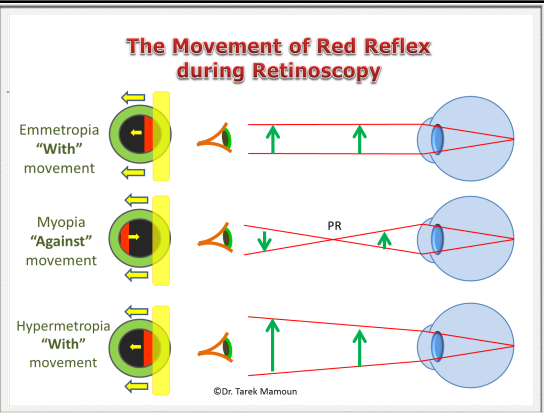 The Movement of Red Reflex
during Retinoscopy
Emmetropia
“With”
movement
Myopia
“Against”
movement
PR
Hypermetropia
“With”
movement
©Dr. Tarek Mamoun